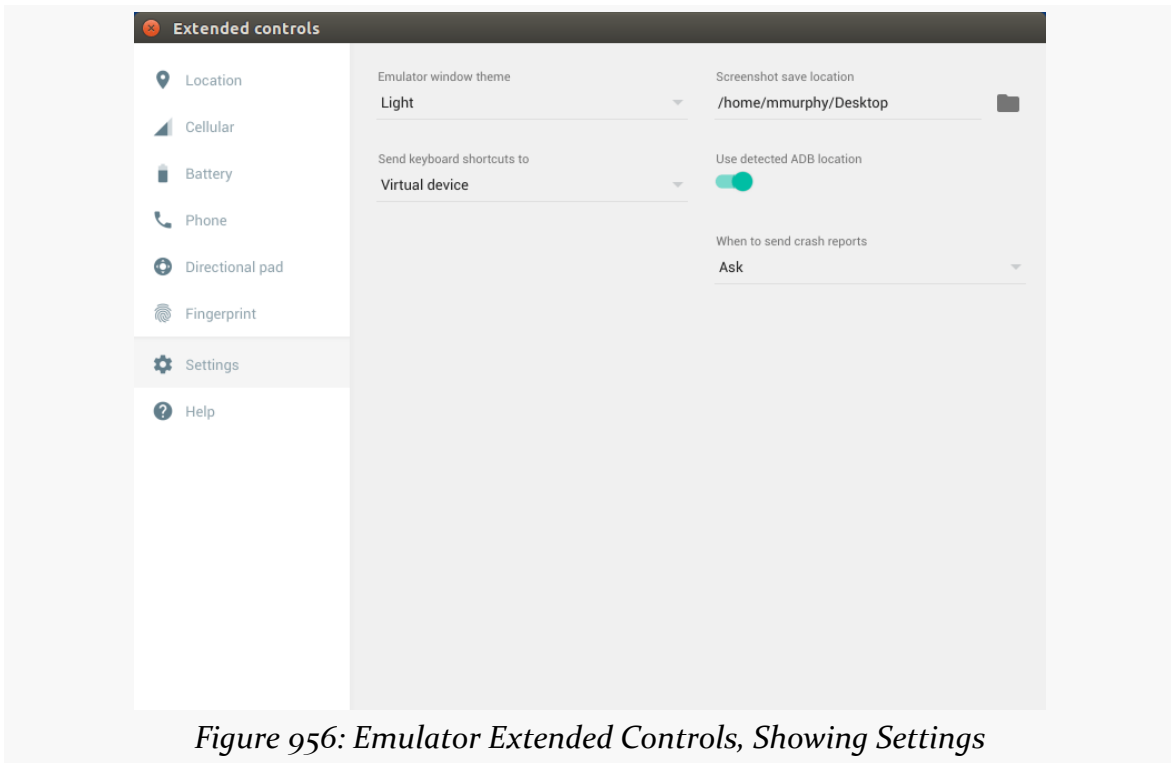 Extended controls
Location
Cellular
Battery
Phone
Directional pad
Fingerprint
Settings
Help
Emulator window theme
Light
Send keyboard shortcuts to
Virtual device
Screenshot save location
/home/mmurphy/Desktop
Use detected ADB location
When to send crash reports
Ask
Figure 956: Emulator Extended Controls, Showing Settings